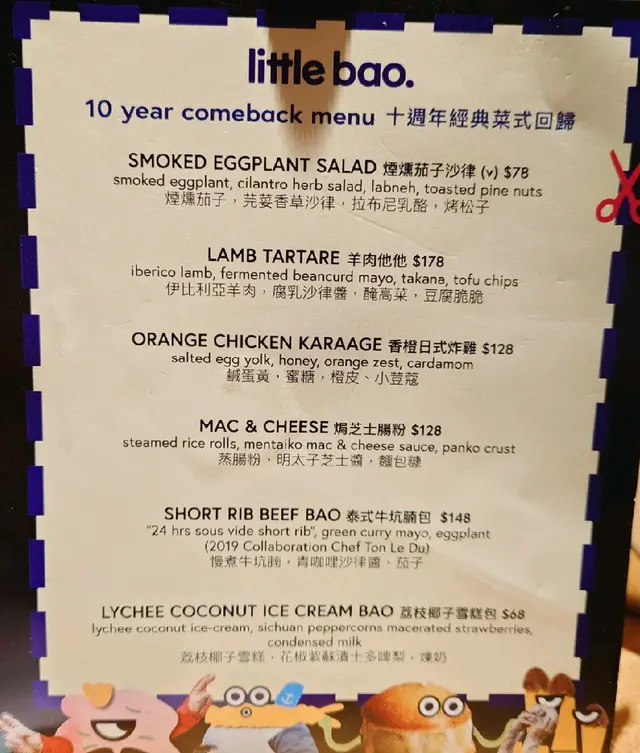 little bao.
10 year comeback menu 十週年經典菜式回歸
SMOKED EGGPLANT SALAD 煙燻茄子沙律 (v) $78
smoked eggplant, cilantro herb salad, labneh, toasted pine nuts
煙燻茄子，芫荽香草沙律，拉布尼乳酪，烤松子
LAMB TARTARE 羊肉他他 $178
iberico lamb, fermented beancurd mayo, takana, tofu chips
伊比利亞羊肉，腐乳沙律醬，醃高菜，豆腐脆脆
ORANGE CHICKEN KARAAGE 香橙日式炸雞 $128
salted egg yolk, honey, orange zest, cardamom
鹹蛋黃，蜜糖，橙皮、小荳蔻
MAC & CHEESE 焗芝士腸粉 $128
steamed rice rolls, mentaiko mac & cheese sauce, panko crust
蒸腸粉，明太子芝士醬，麵包糠
SHORT RIB BEEF BAO 泰式牛坑腩包 $148
"24 hrs sous vide short rib", green curry mayo, eggplant
(2019 Collaboration Chef Ton Le Du)
慢煮牛坑腩，青咖哩沙律醬，茄子
LYCHEE COCONUT ICE CREAM BAO 荔枝椰子雪糕包 $68
lychee coconut ice-cream, sichuan peppercorns macerated strawberries,
condensed milk
荔枝椰子雪糕，花椒紫蘇漬士多啤梨，煉奶